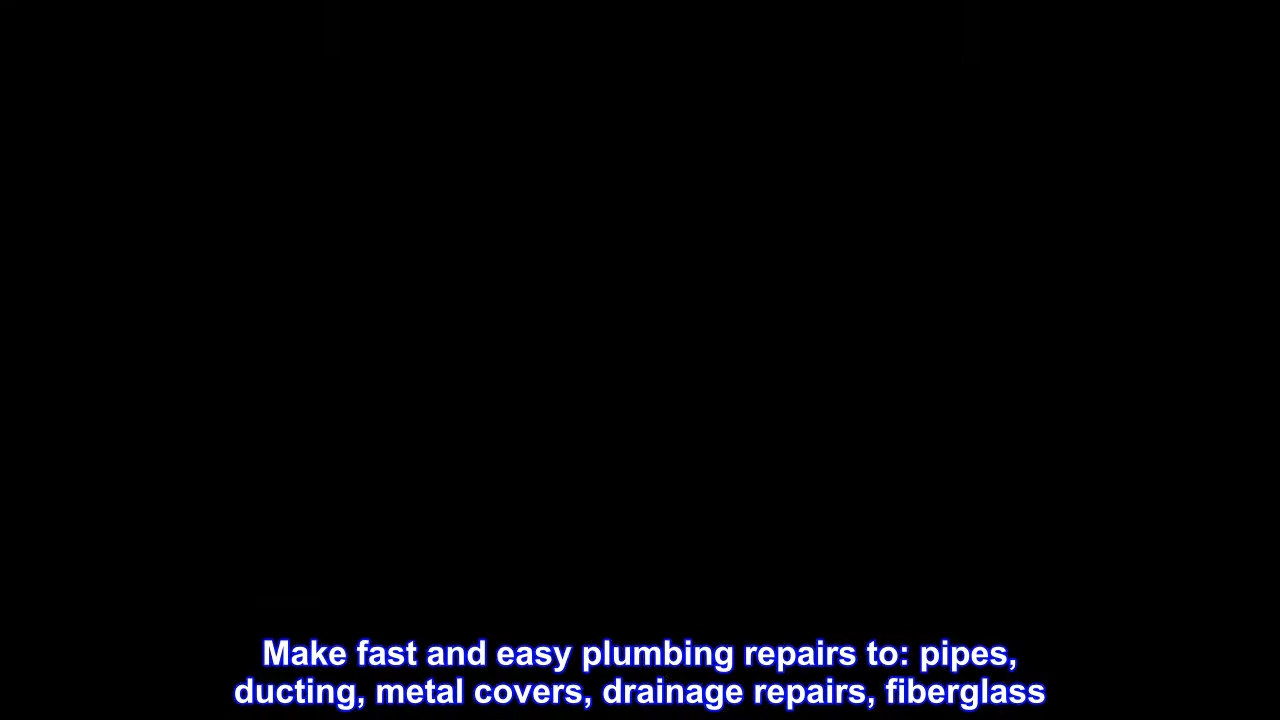 Make fast and easy plumbing repairs to: pipes,
ducting, metal covers, drainage repairs, fiberglass